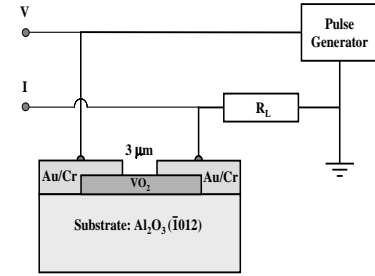 V
Pulse
Generator
I
R_L
3 μm
Au/Cr
VO₂
Au/Cr
Substrate: Al₂O₃ (1̄012)